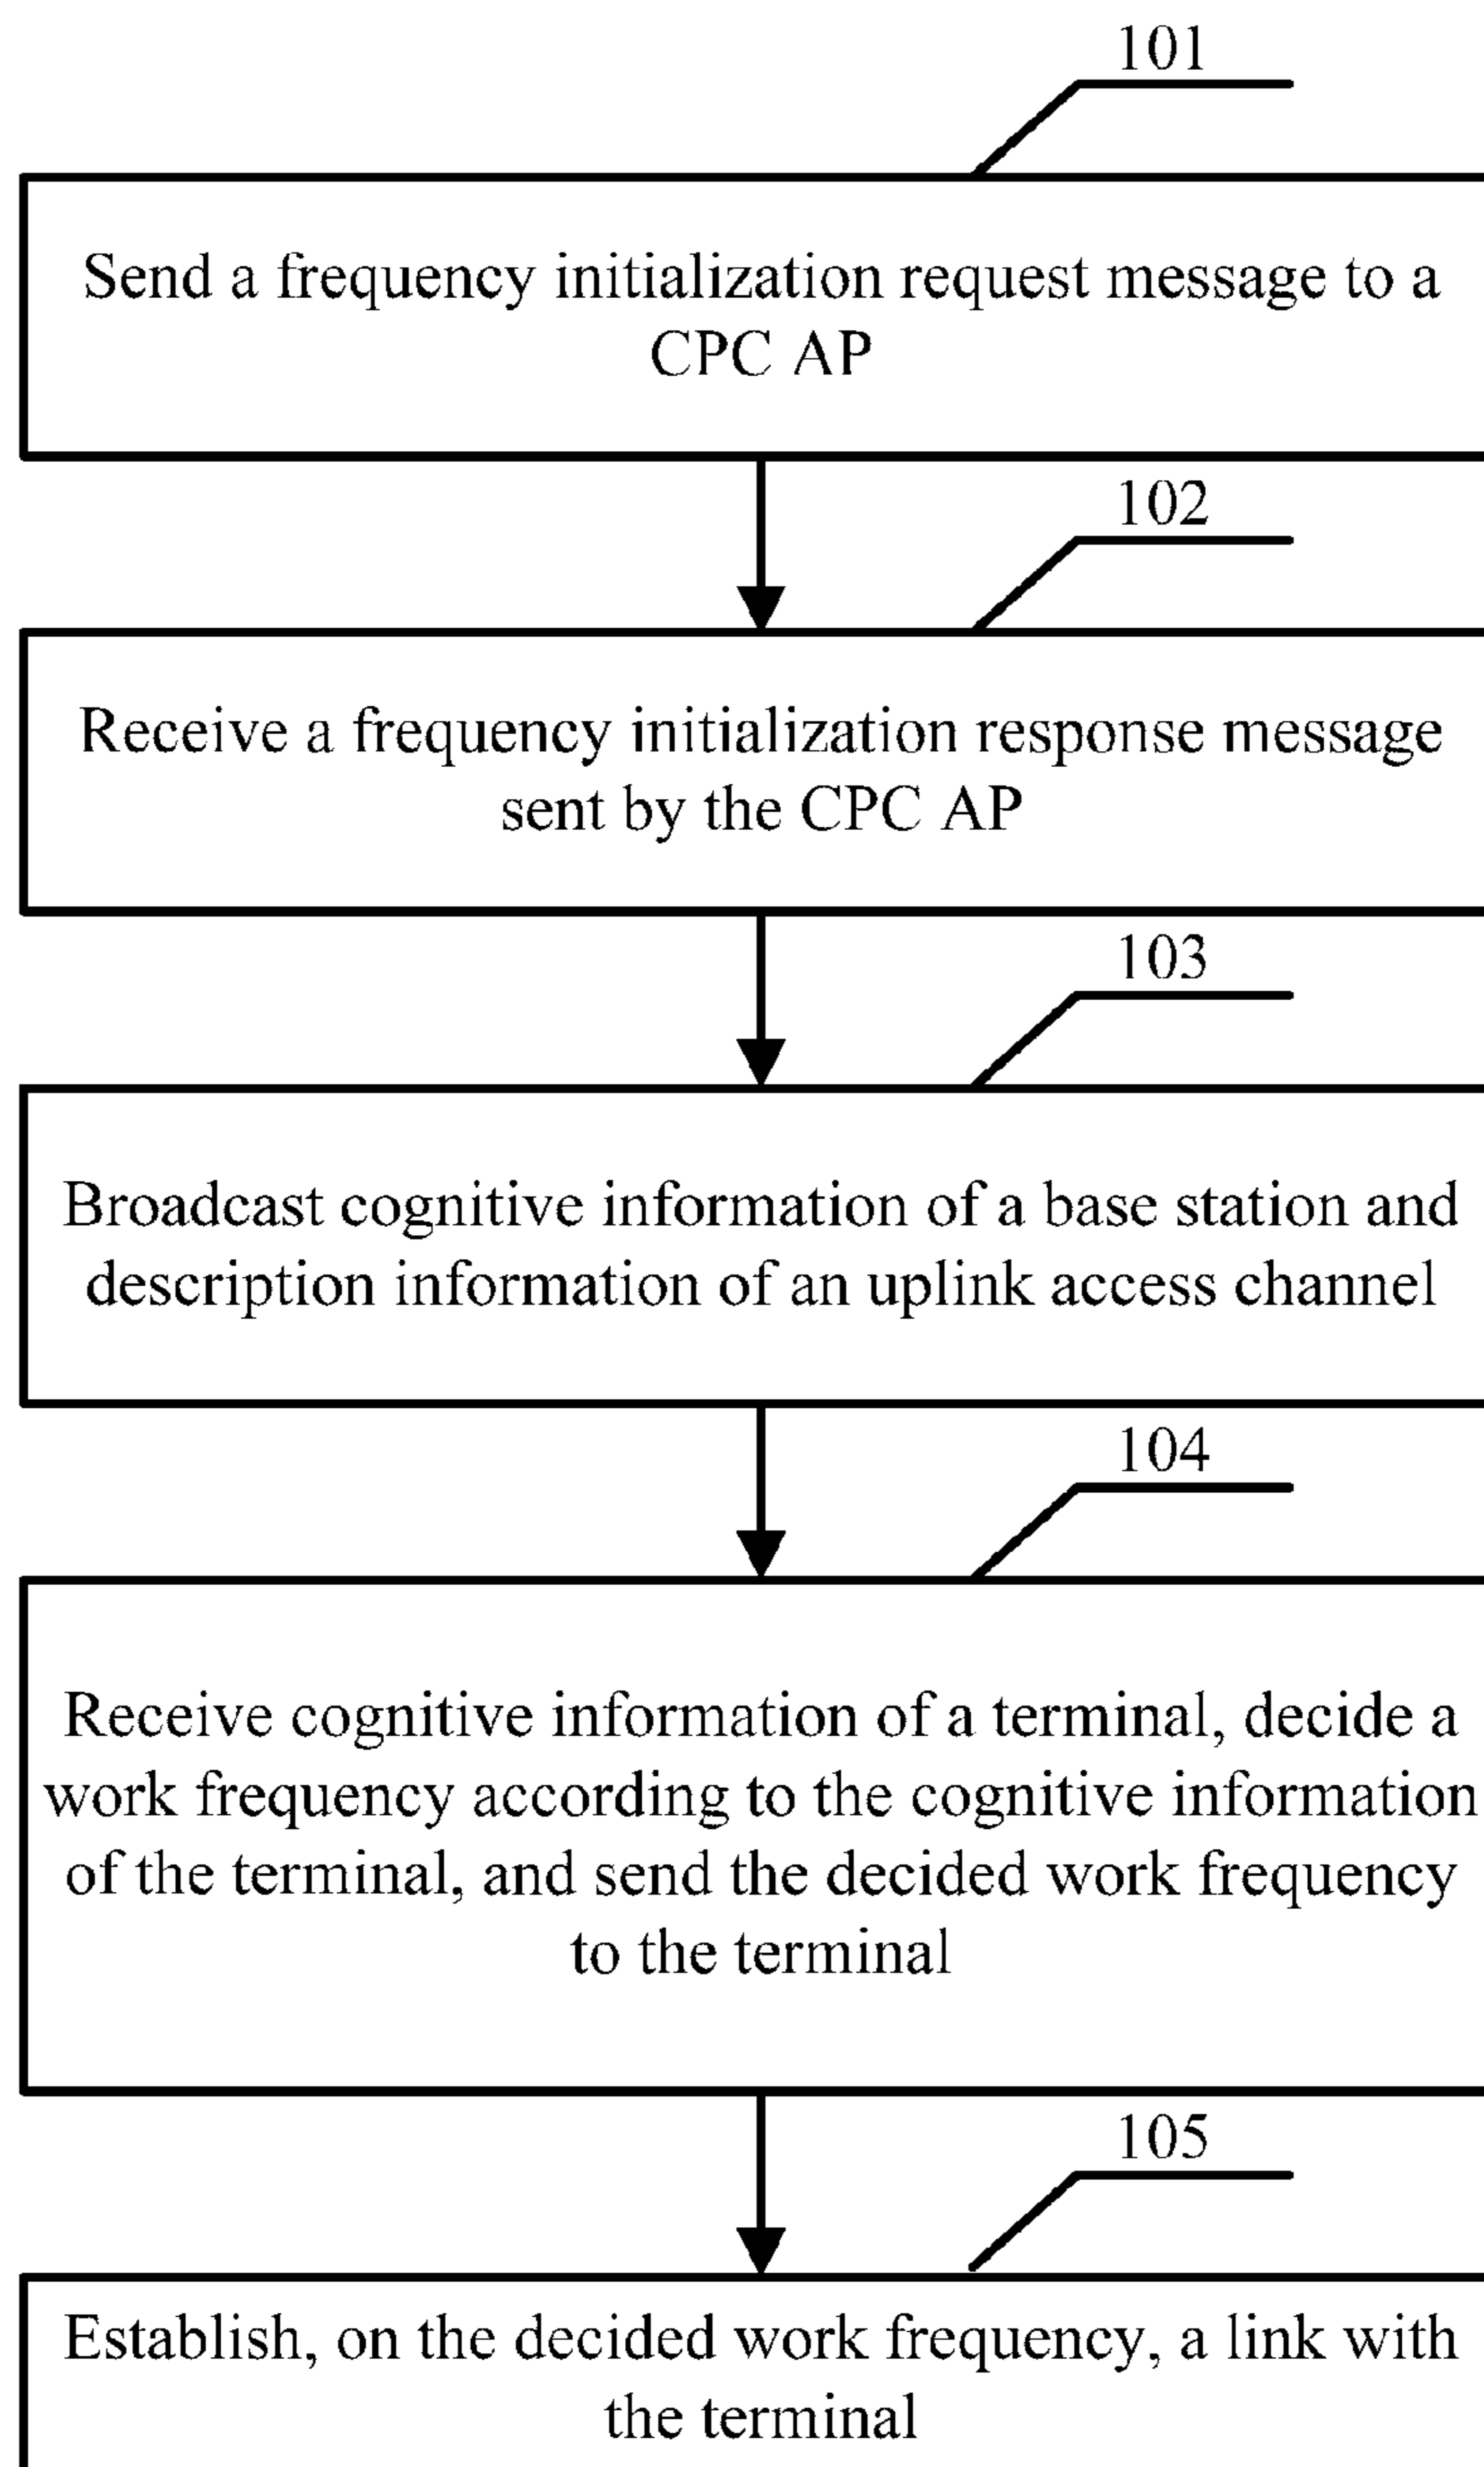 101
Send a frequency initialization request message to a
CPC AP
102
Receive a frequency initialization response message
sent by the CPC AP
103
Broadcast cognitive information of a base station and
description information of an uplink access channel
104
Receive cognitive information of a terminal, decide a
work frequency according to the cognitive information
of the terminal, and send the decided work frequency
to the terminal
105
Establish, on the decided work frequency, a link with
the terminal